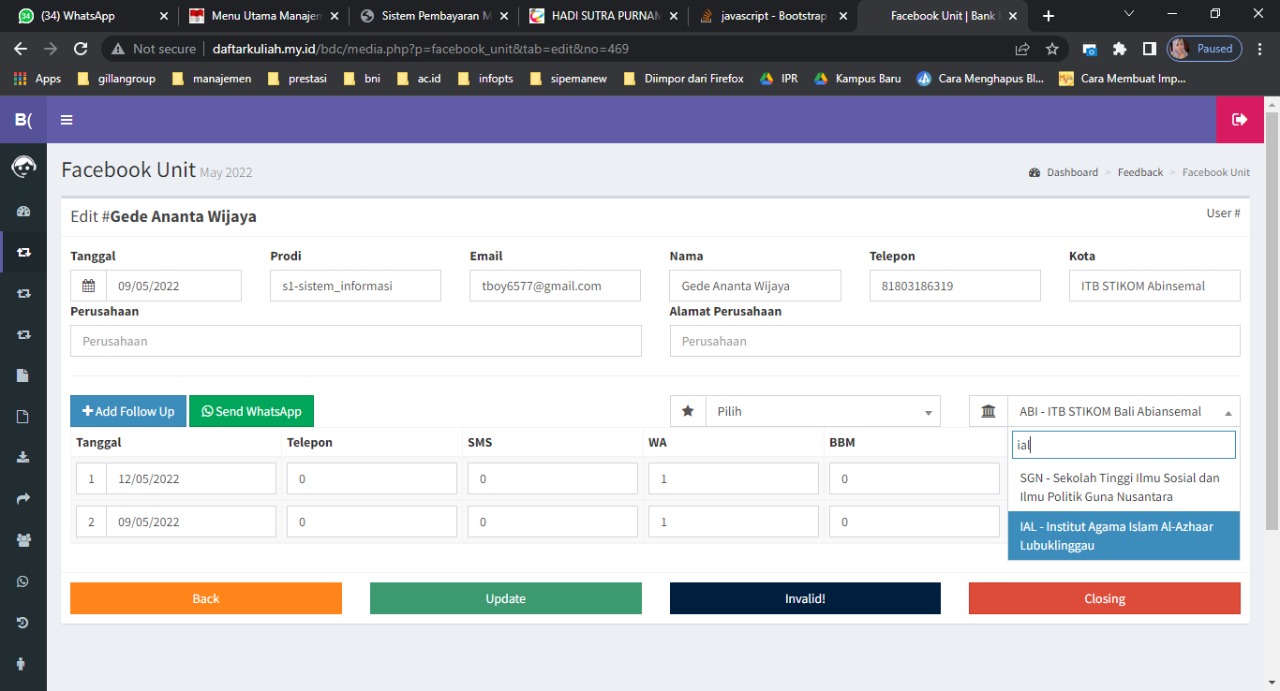 (34) WhatsApp
Menu Utama Manajen
Sistem Pembayaran M
HADI SUTRA PURNAM
javascript - Bootstrap
Facebook Unit | Bank
Not secure
daftarkuliah.my.id/bdc/media.php?p=facebook_unit&tab=edit&no=469
Paused
Apps
gillangroup
manajemen
prestasi
bni
ac.id
infopts
sipemanew
Diimpor dari Firefox
IPR
Kampus Baru
Cara Menghapus Bl...
Cara Membuat Imp...
B(
Facebook Unit May 2022
Dashboard > Feedback > Facebook Unit
Edit #Gede Ananta Wijaya
User #
Tanggal Prodi Email Nama Telepon Kota
09/05/2022 s1-sistem_informasi tboy6577@gmail.com Gede Ananta Wijaya 81803186319 ITB STIKOM Abinsemal
Perusahaan Alamat Perusahaan
Perusahaan Perusahaan
Add Follow Up Send WhatsApp Pilih ABI - ITB STIKOM Bali Abiansemal
Tanggal Telepon SMS WA BBM
ial
1 12/05/2022 0 0 1 0
2 09/05/2022 0 0 1 0
SGN - Sekolah Tinggi Ilmu Sosial dan
Ilmu Politik Guna Nusantara
IAL - Institut Agama Islam Al-Azhaar
Lubuklinggau
Back Update Invalid! Closing